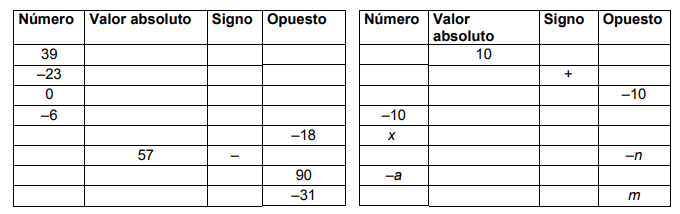 Número Valor absoluto Signo Opuesto
39
–23
0
–6
–18
57 –
90
–31
Número Valor absoluto Signo Opuesto
10
+
–10
–10
x
–n
–a
m